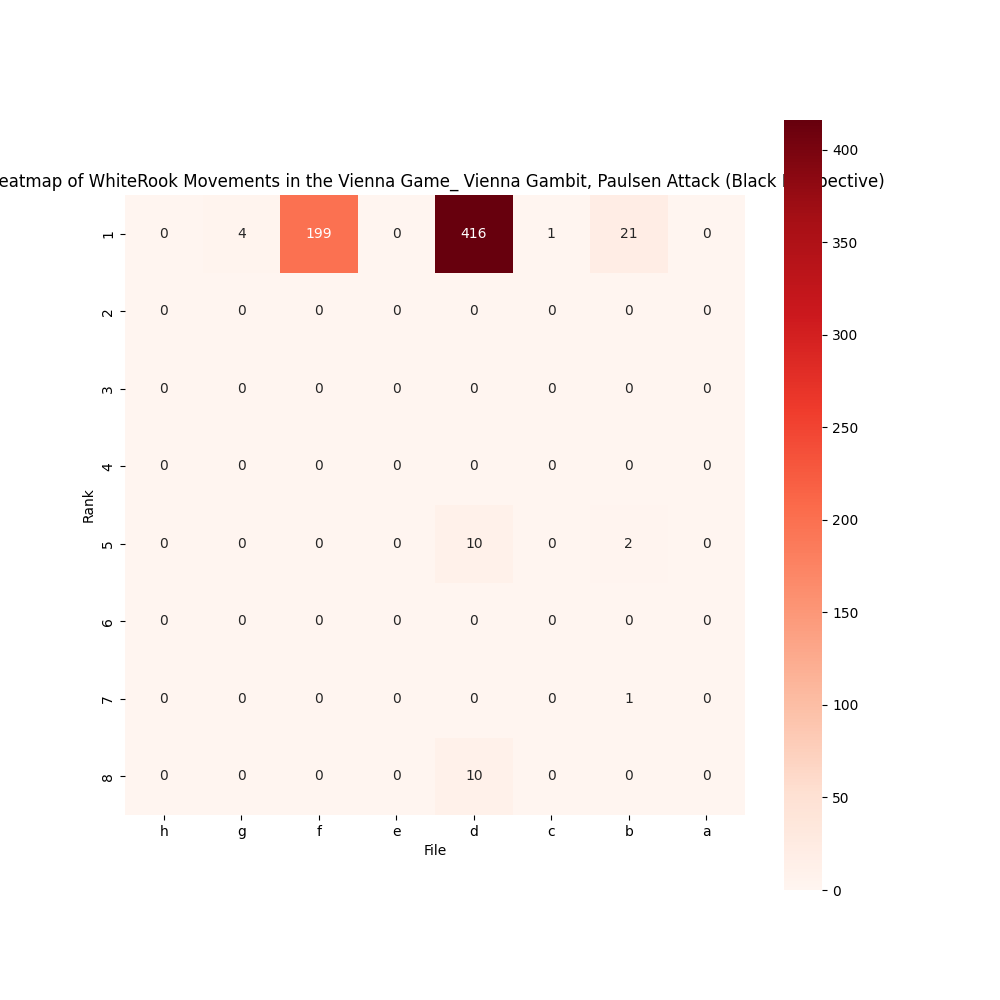 eatmap of WhiteRook Movements in the Vienna Game_ Vienna Gambit, Paulsen Attack (Black Perspective)
1 0 4 199 0 416 1 21 0
2 0 0 0 0 0 0 0 0
3 0 0 0 0 0 0 0 0
4 0 0 0 0 0 0 0 0
Rank
5 0 0 0 0 10 0 2 0
6 0 0 0 0 0 0 0 0
7 0 0 0 0 0 0 1 0
8 0 0 0 0 10 0 0 0
h g f e d c b a
File
400
350
300
250
200
150
100
50
0